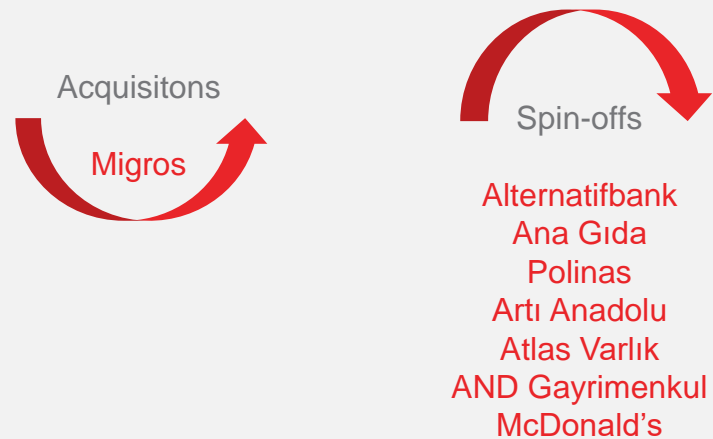 Acquisitons
Migros
Spin-offs
Alternatifbank
Ana Gıda
Polinas
Artı Anadolu
Atlas Varlık
AND Gayrimenkul
McDonald’s